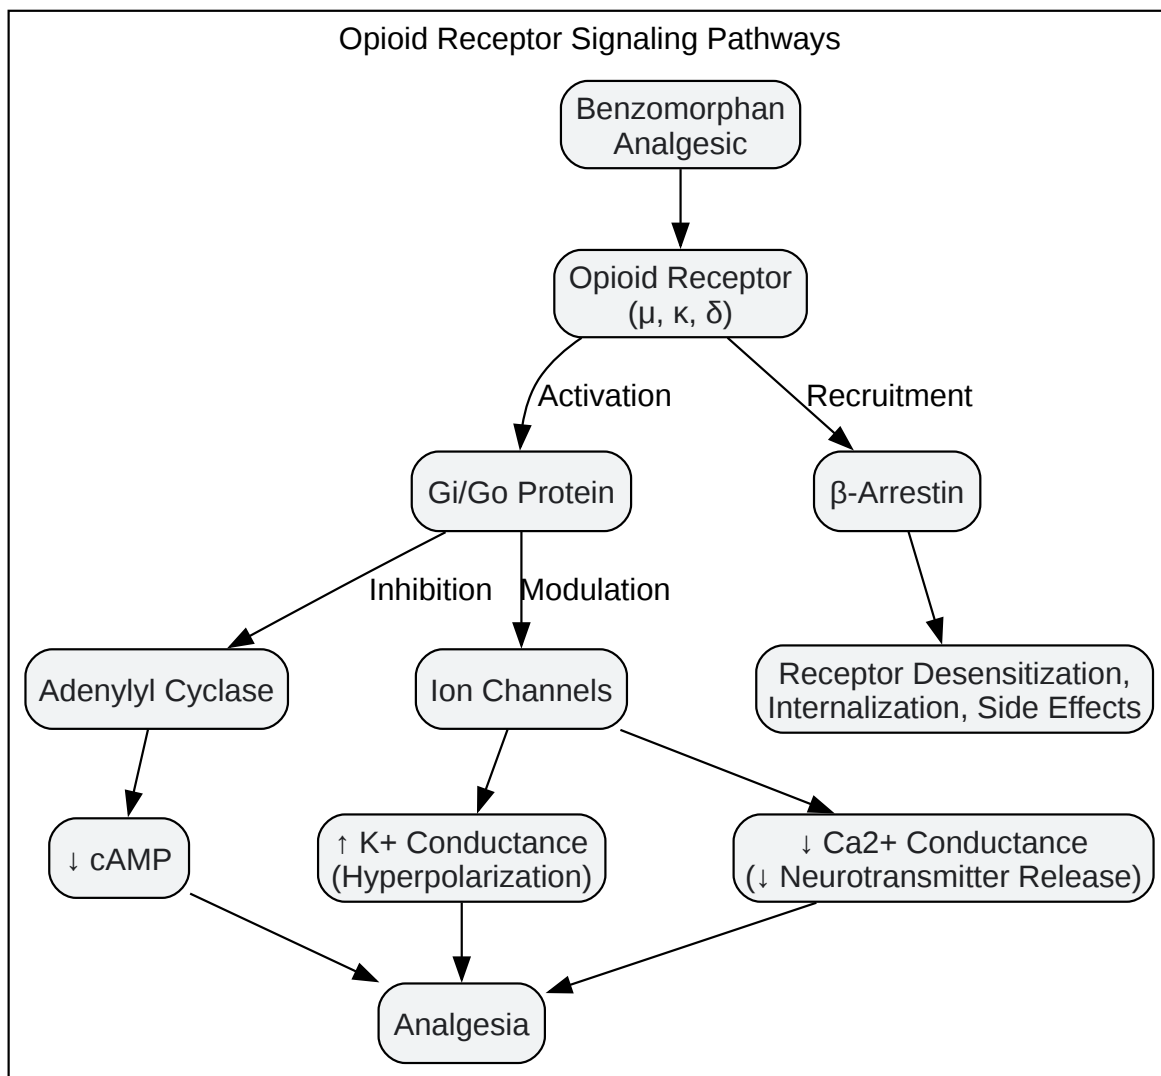 Opioid Receptor Signaling Pathways
Benzomorphan
Analgesic
Opioid Receptor
(μ, κ, δ)
Activation
Recruitment
Gi/Go Protein
β-Arrestin
Inhibition
Modulation
Adenylyl Cyclase
Ion Channels
Receptor Desensitization,
Internalization, Side Effects
↓ cAMP
↑ K+ Conductance
(Hyperpolarization)
↓ Ca2+ Conductance
(↓ Neurotransmitter Release)
Analgesia